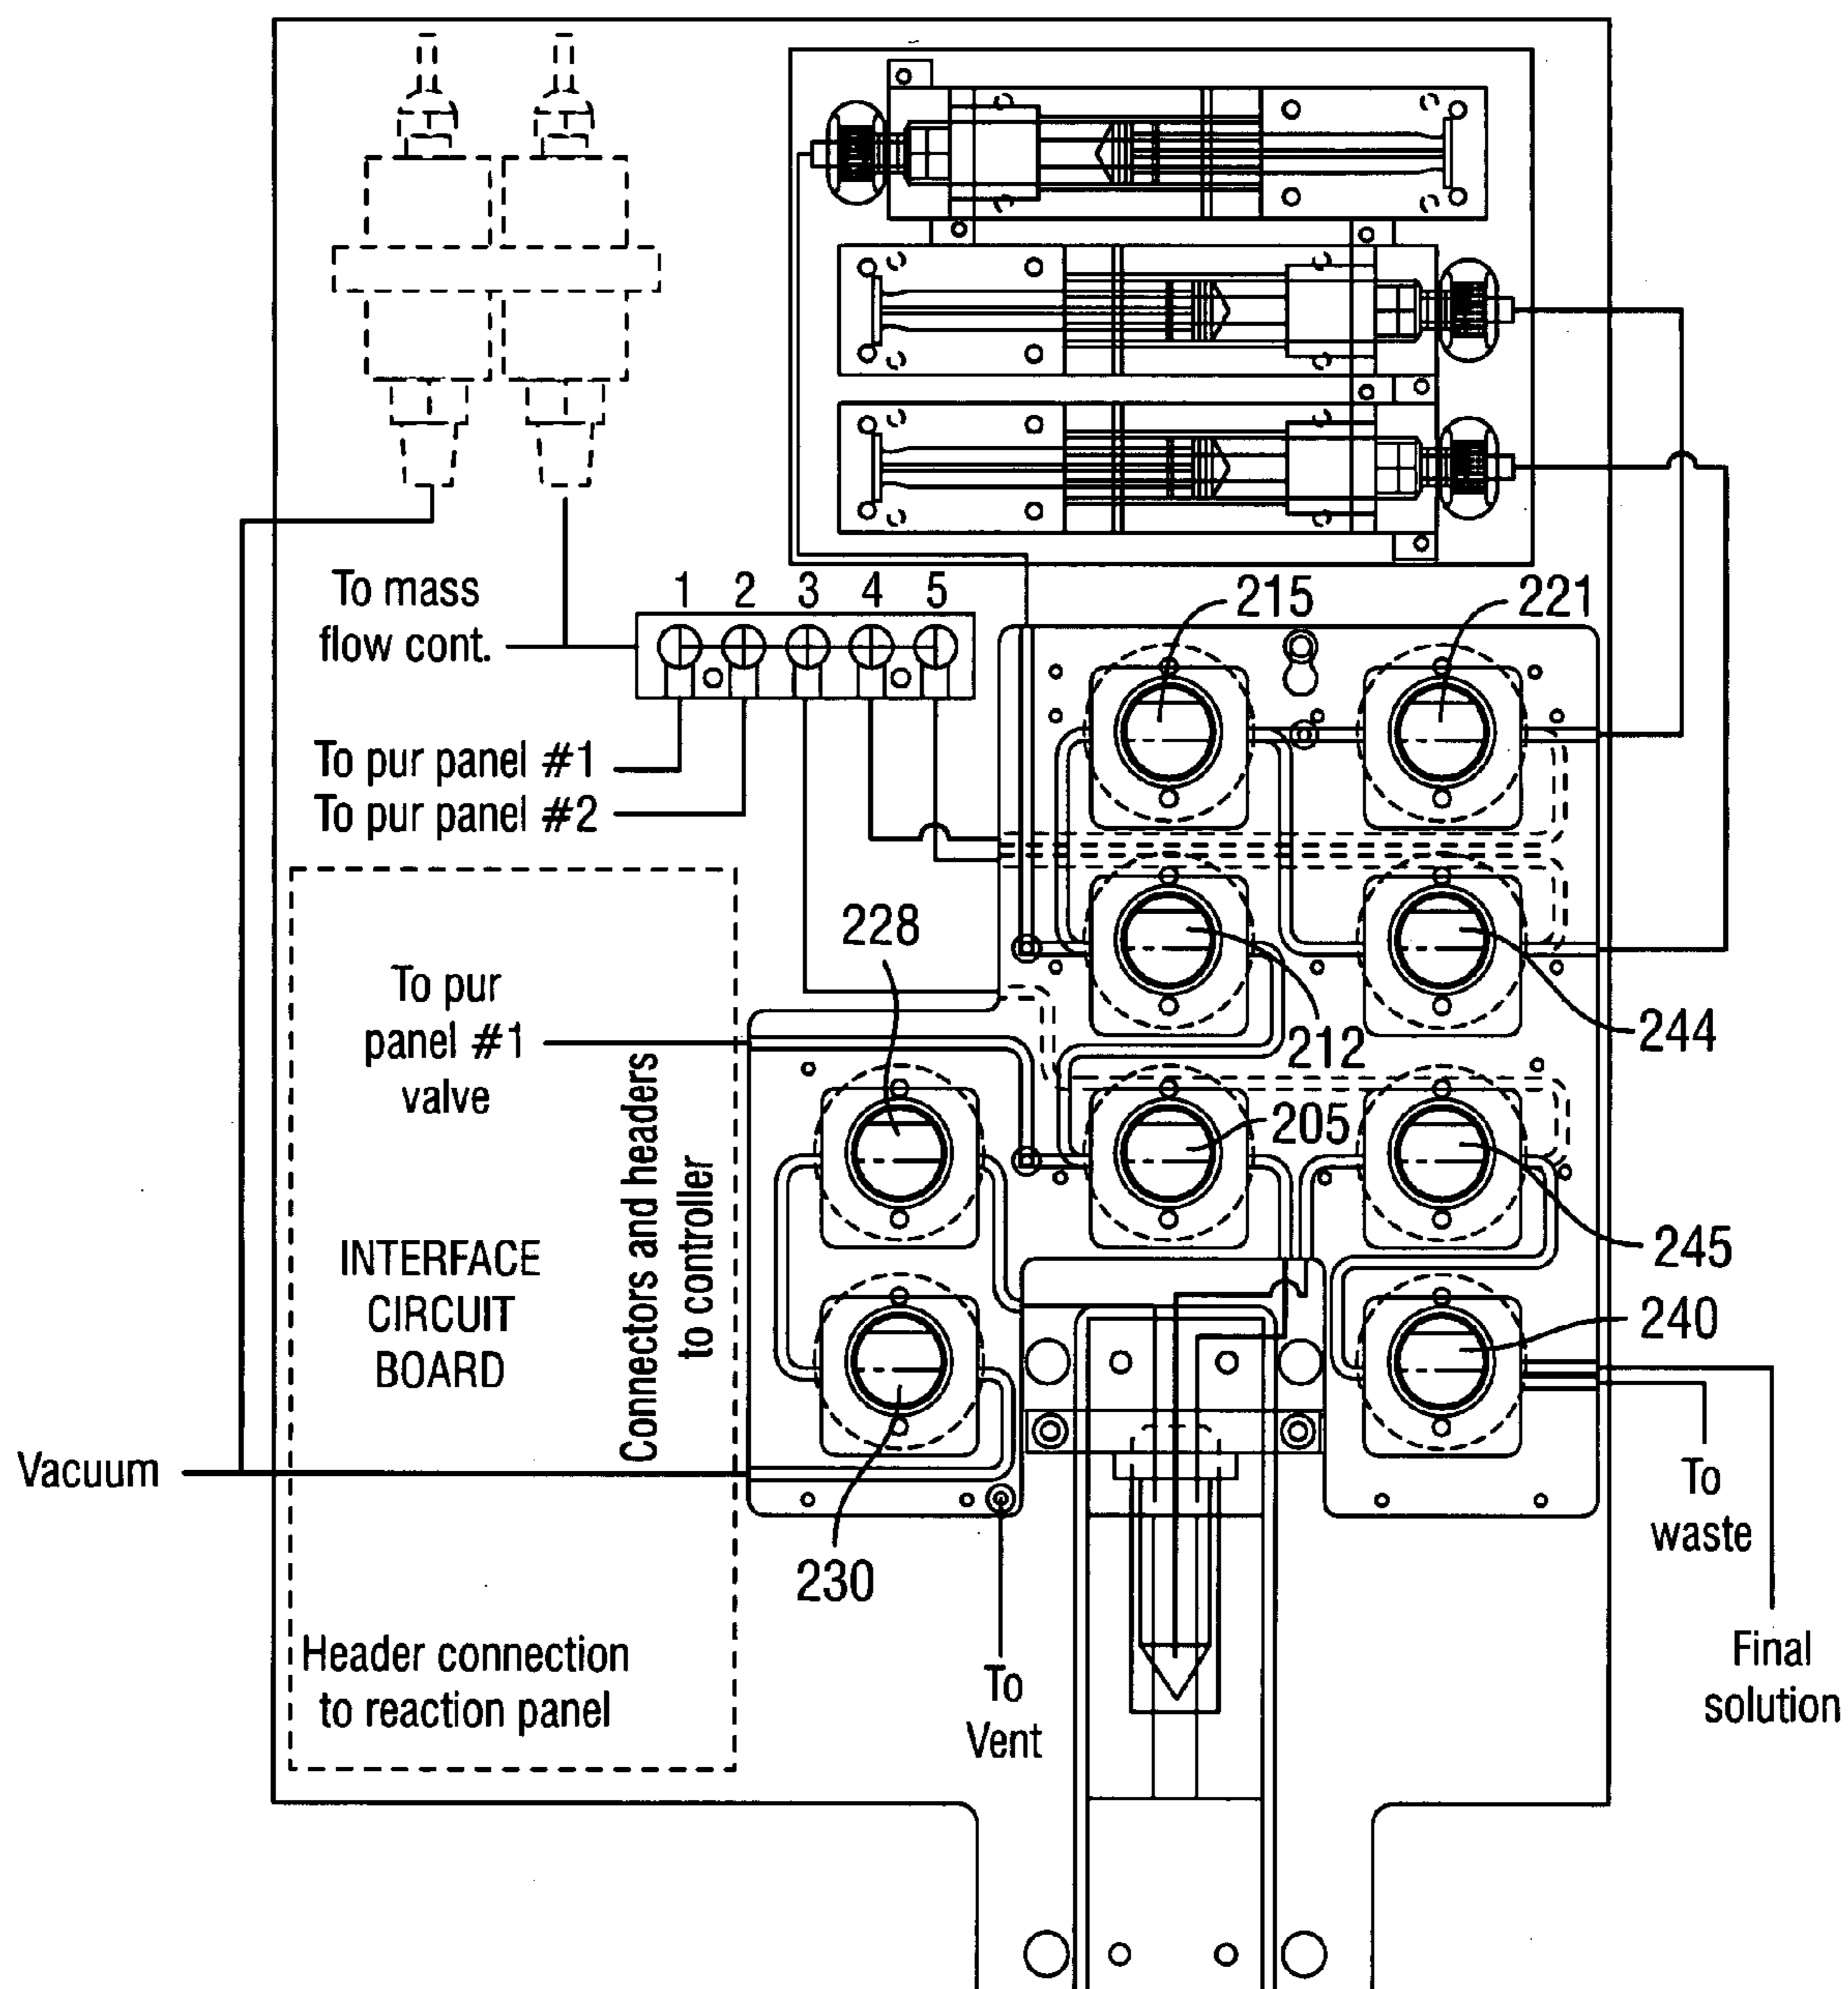 1 2 3 4 5
To mass
flow cont.
215
221
To pur panel #1
To pur panel #2
228
To pur
panel #1
valve
212
244
205
Connectors and headers
to controller
INTERFACE
CIRCUIT
BOARD
245
240
Vacuum
To
waste
230
Header connection
to reaction panel
To
Vent
Final
solution